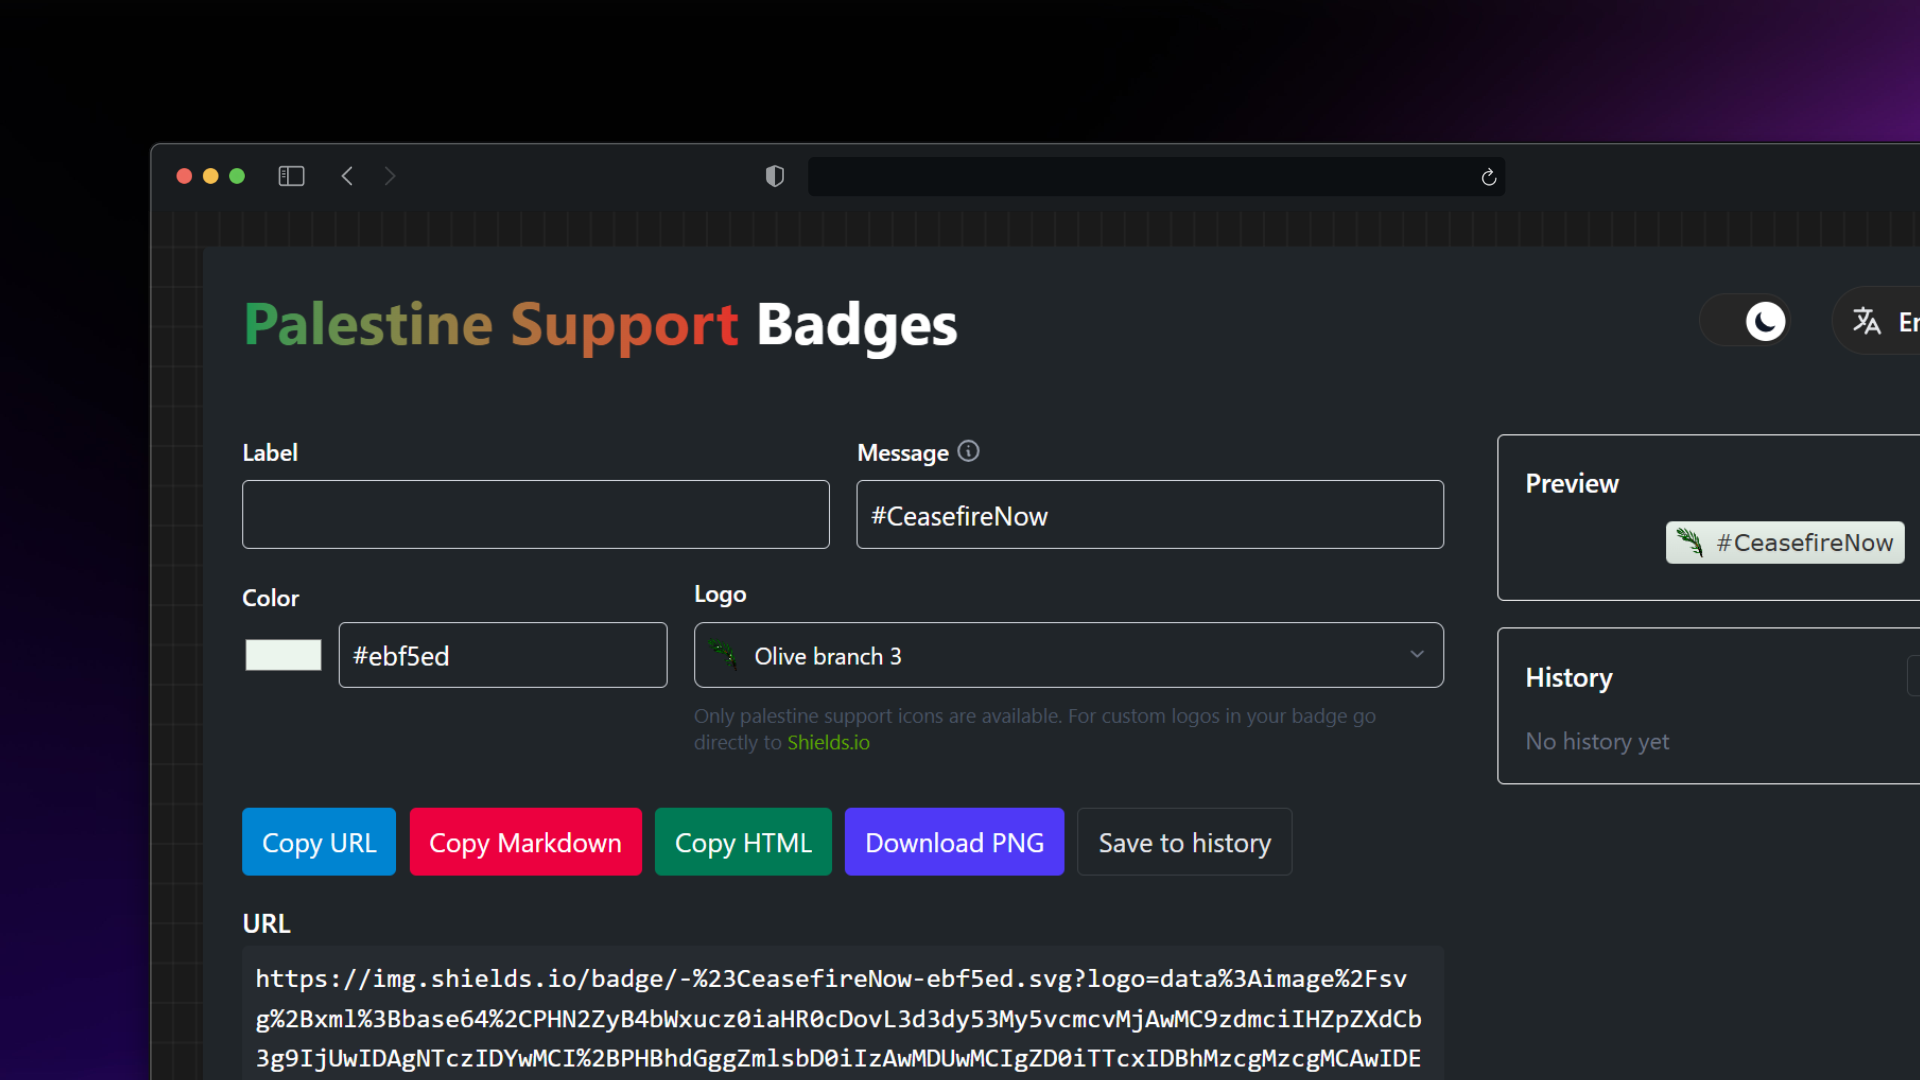 Palestine Support Badges
En
Label
Message
#CeasefireNow
Preview
#CeasefireNow
Color
#ebf5ed
Logo
Olive branch 3
Only palestine support icons are available. For custom logos in your badge go
directly to Shields.io
History
No history yet
Copy URL
Copy Markdown
Copy HTML
Download PNG
Save to history
URL
https://img.shields.io/badge/-%23CeasefireNow-ebf5ed.svg?logo=data%3Aimage%2Fsv
g%2Bxml%3Bbase64%2CPHN2ZyB4bWxucz0iaHR0cDovL3d3dy53My5vcmcvMjAwMC9zdmciIHZpZXdCb
3g9IjUwIDAgNTczIDYwMCI%2BPHBhdGggZmlsbD0iIzAwMDUwMCIgZD0iTTcxIDBhMzcgMzcgMCAwIDE